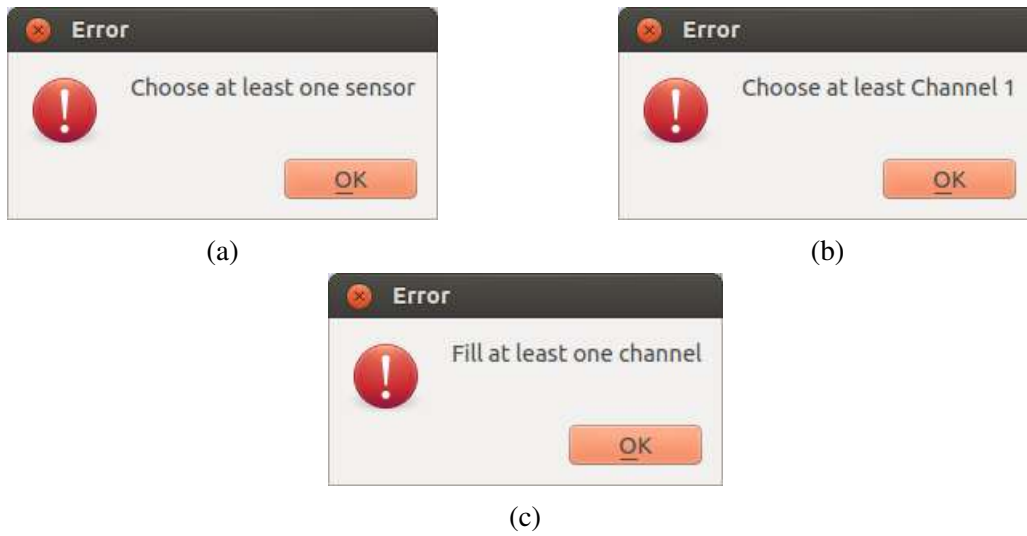 Error
Choose at least one sensor
OK
(a)
Error
Choose at least Channel 1
OK
(b)
Error
Fill at least one channel
OK
(c)